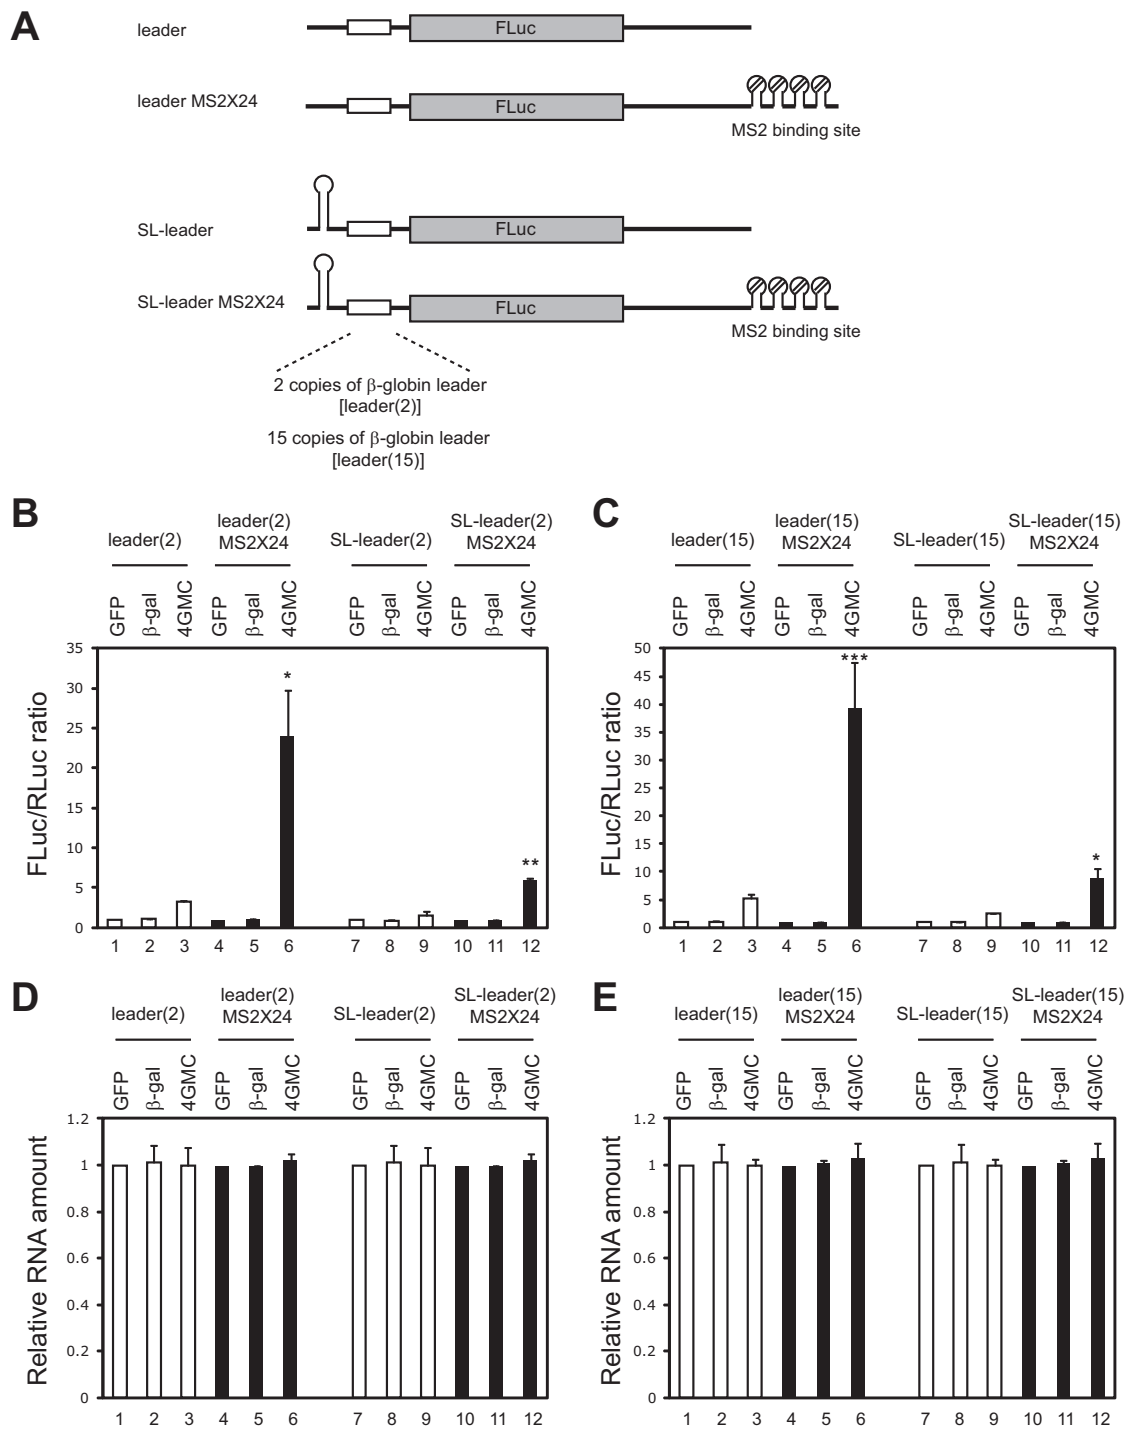 A
leader
FLuc
leader MS2X24
FLuc
MS2 binding site
SL-leader
FLuc
SL-leader MS2X24
FLuc
MS2 binding site
2 copies of β-globin leader
[leader(2)]
15 copies of β-globin leader
[leader(15)]
B
leader(2)
leader(2)
MS2X24
SL-leader(2)
SL-leader(2)
MS2X24
GFP
β-gal
4GMC
GFP
β-gal
4GMC
GFP
β-gal
4GMC
GFP
β-gal
4GMC
FLuc/RLuc ratio
35
30
25
20
15
10
5
0
*
**
1 2 3 4 5 6 7 8 9 10 11 12
C
leader(15)
leader(15)
MS2X24
SL-leader(15)
SL-leader(15)
MS2X24
GFP
β-gal
4GMC
GFP
β-gal
4GMC
GFP
β-gal
4GMC
GFP
β-gal
4GMC
FLuc/RLuc ratio
50
45
40
35
30
25
20
15
10
5
0
***
*
1 2 3 4 5 6 7 8 9 10 11 12
D
leader(2)
leader(2)
MS2X24
SL-leader(2)
SL-leader(2)
MS2X24
GFP
β-gal
4GMC
GFP
β-gal
4GMC
GFP
β-gal
4GMC
GFP
β-gal
4GMC
Relative RNA amount
1.2
1
0.8
0.6
0.4
0.2
0
1 2 3 4 5 6 7 8 9 10 11 12
E
leader(15)
leader(15)
MS2X24
SL-leader(15)
SL-leader(15)
MS2X24
GFP
β-gal
4GMC
GFP
β-gal
4GMC
GFP
β-gal
4GMC
GFP
β-gal
4GMC
Relative RNA amount
1.2
1
0.8
0.6
0.4
0.2
0
1 2 3 4 5 6 7 8 9 10 11 12